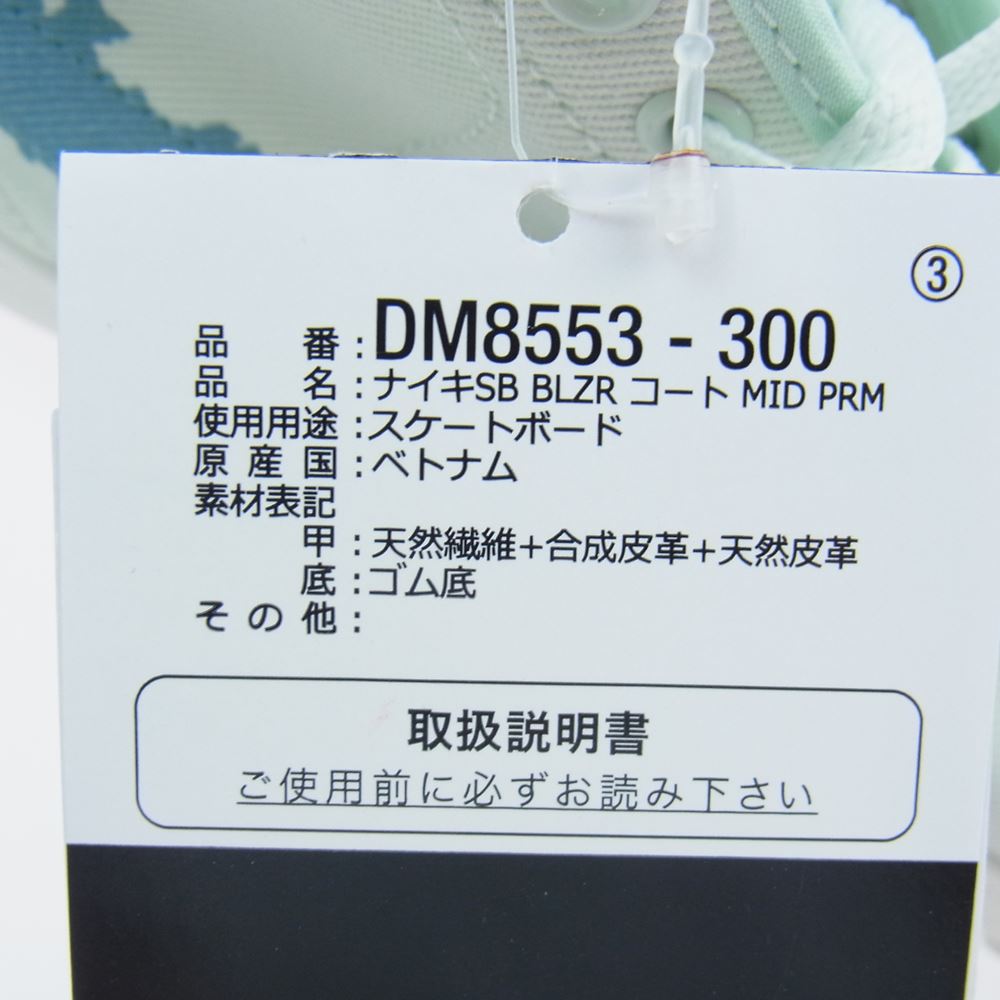 ③
品番:DM8553-300
品名:ナイキSB BLZR コート MID PRM
使用用途:スケートボード
原産国:ベトナム
素材表記
甲:天然繊維+合成皮革+天然皮革
底:ゴム底
その他:
取扱説明書
ご使用前に必ずお読み下さい